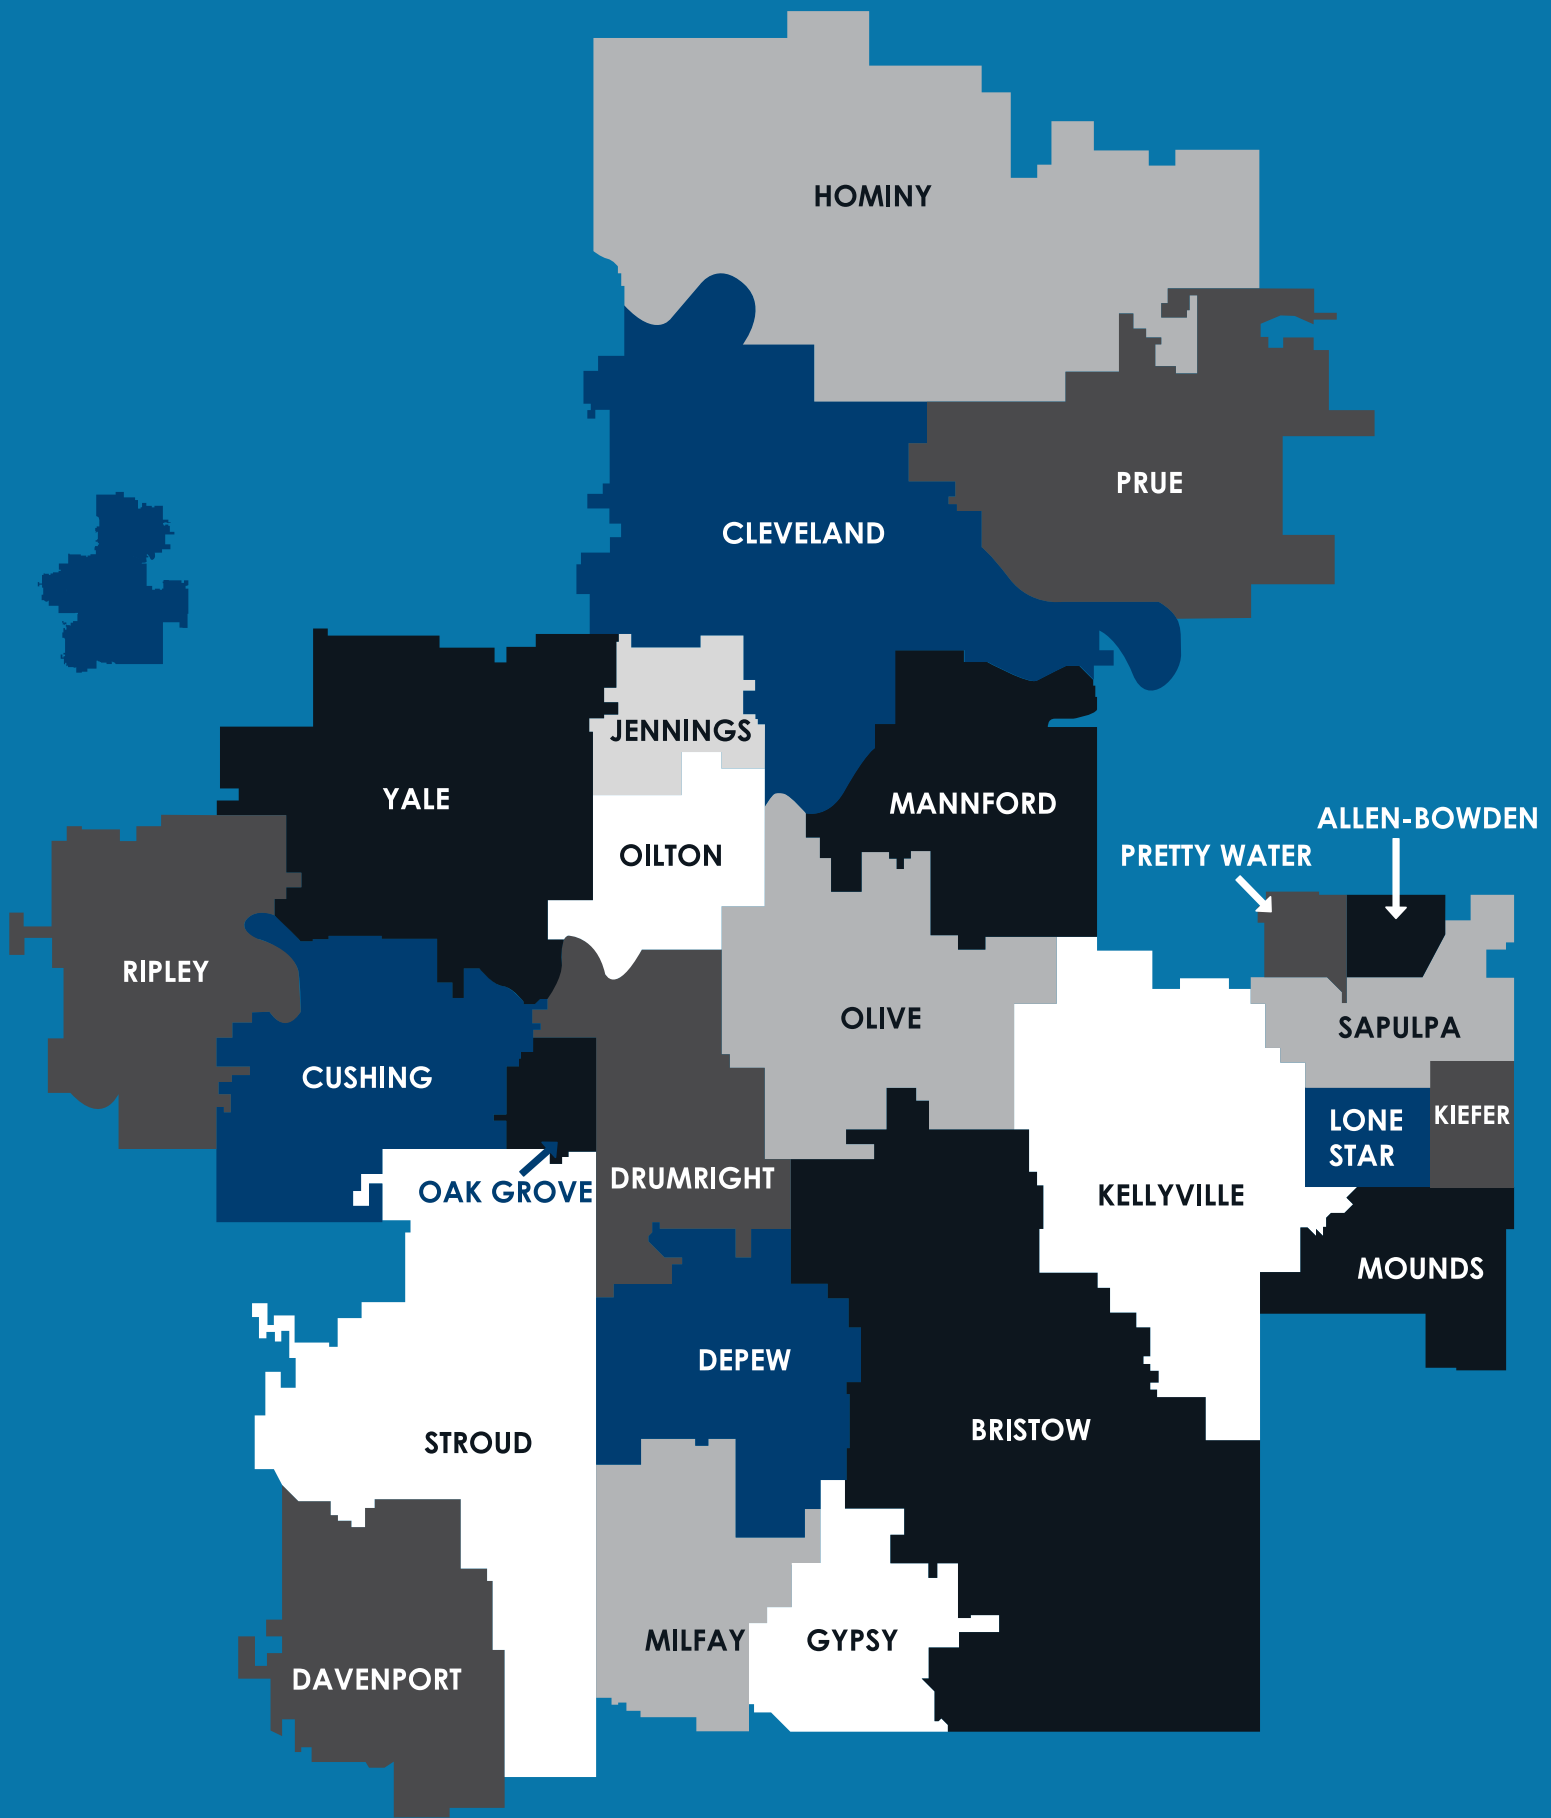 HOMINY
PRUE
CLEVELAND
JENNINGS
YALE
MANNFORD
ALLEN-BOWDEN
OILTON
PRETTY WATER
RIPLEY
OLIVE
SAPULPA
CUSHING
LONE
STAR
KIEFER
DRUMRIGHT
OAK GROVE
KELLYVILLE
MOUNDS
DEPEW
BRISTOW
STROUD
MILFAY
GYPSY
DAVENPORT